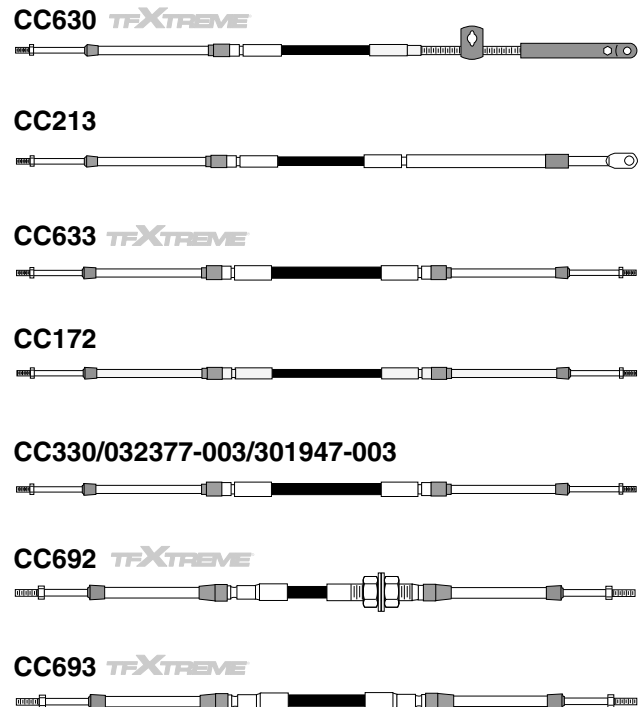 CC630 TFXTREME
CC213
CC633 TFXTREME
CC172
CC330/032377-003/301947-003
CC692 TFXTREME
CC693 TFXTREME